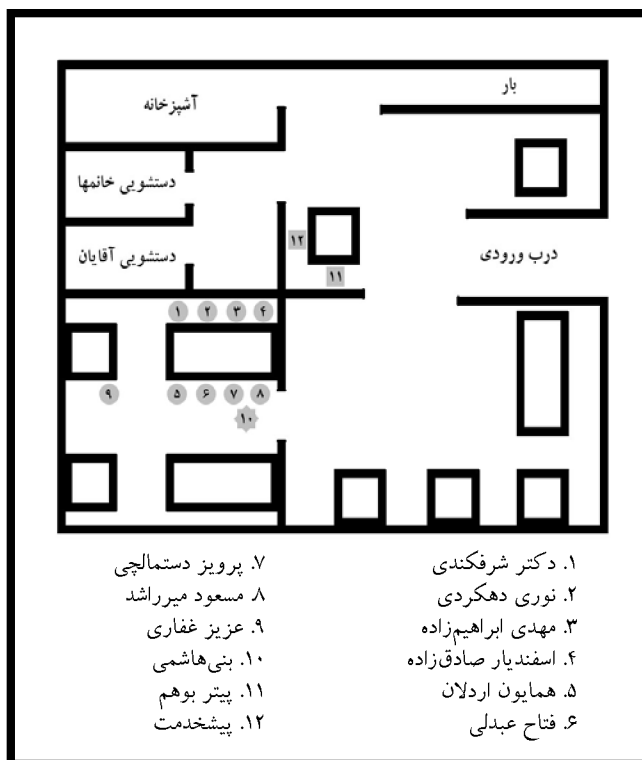 بار
آشپزخانه
دستشویی خانمها
دستشویی آقایان
درب ورودی
۱۲
۱۱
۱ ۲ ۳ ۴
۹ ۵ ۶ ۷ ۸
۱۰
۱. دکتر شرفکندی
۲. نوری دهکردی
۳. مهدی ابراهیم‌زاده
۴. اسفندیار صادق‌زاده
۵. همایون اردلان
۶. فتاح عبدلی
۷. پرویز دستمالچی
۸. مسعود میرراشد
۹. عزیز غفاری
۱۰. بنی‌هاشمی
۱۱. پیتر بوهم
۱۲. پیشخدمت